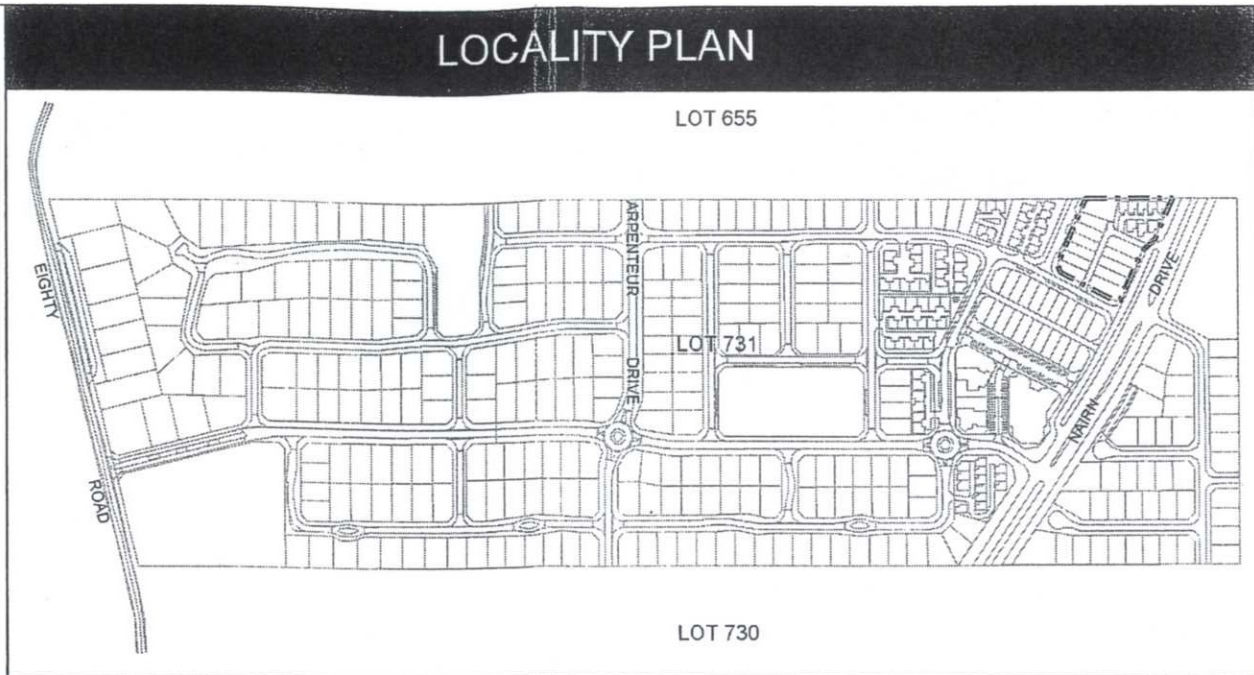 LOCALITY PLAN
LOT 655
ARPENTEUR DRIVE
EIGHTY ROAD
LOT 731
NAIRN DRIVE
LOT 730